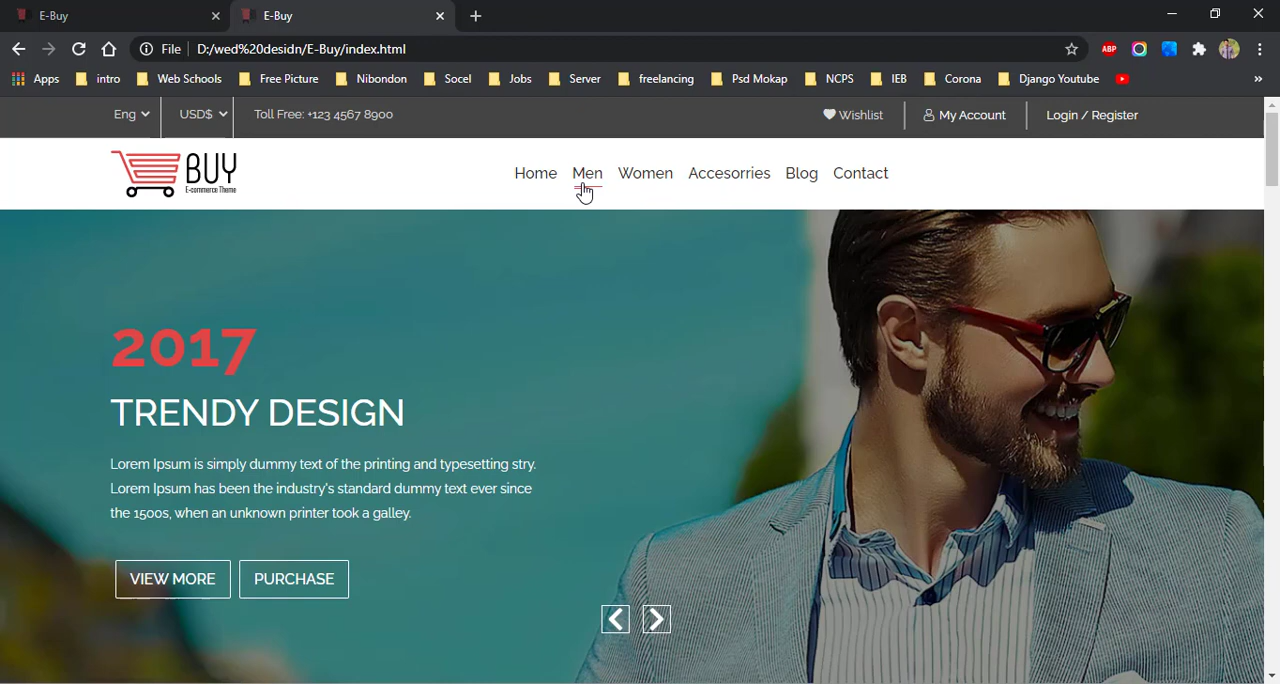 E-Buy
E-Buy
File D:/wed%20desidn/E-Buy/index.html
ABP
Apps intro Web Schools Free Picture Nibondon Socel Jobs Server freelancing Psd Mokap NCPS IEB Corona Django Youtube »
Eng USD$ Toll Free: +123 4567 8900 Wishlist My Account Login / Register
BUY
E-commerce Theme
Home Men Women Accesorries Blog Contact
2017
TRENDY DESIGN
Lorem Ipsum is simply dummy text of the printing and typesetting stry.
Lorem Ipsum has been the industry's standard dummy text ever since
the 1500s, when an unknown printer took a galley.
VIEW MORE PURCHASE